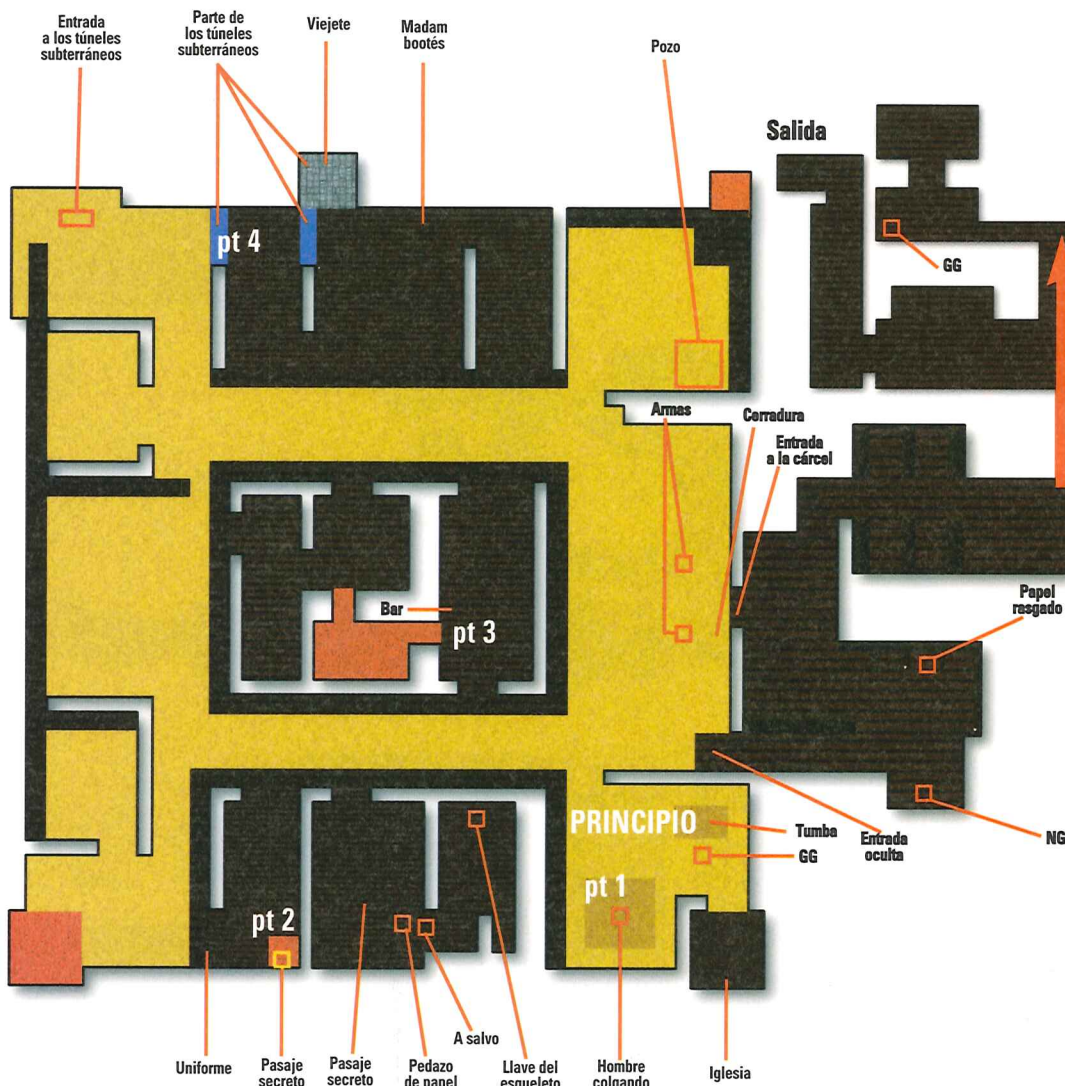 Entrada
a los túneles
subterráneos
Parte de
los túneles
subterráneos
Viejete
Madam
bootés
Pozo
Salida
GG
pt 4
Armas
Cerradura
Entrada
a la cárcel
Bar
pt 3
Papel
rasgado
PRINCIPIO
Tumba
GG
Entrada
oculta
NG
pt 1
pt 2
Uniforme
Pasaje
secreto
Pasaje
secreto
Pedazo
de papel
A salvo
Llave del
esqueleto
Hombre
colgando
Iglesia